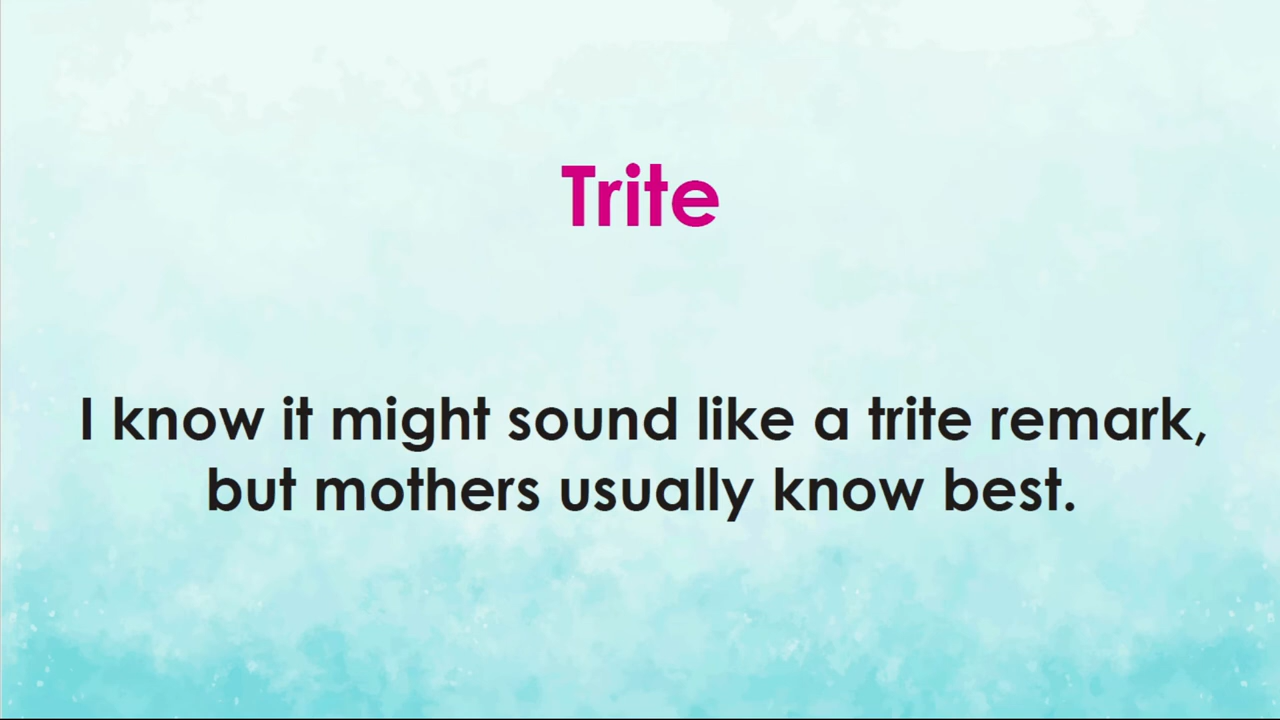 Trite
I know it might sound like a trite remark,
but mothers usually know best.